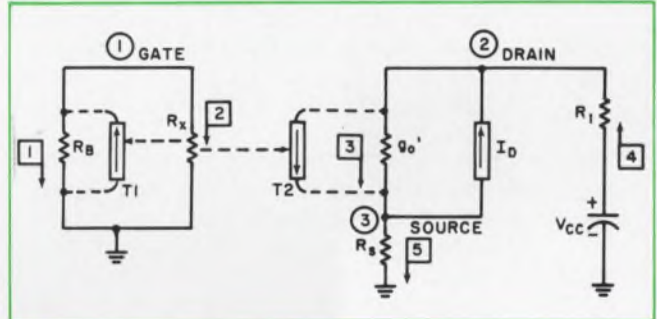 1 GATE
2 DRAIN
1
R_B
T1
R_X
2
T2
3
g_o'
I_D
R_1
4
3
SOURCE
R_S
5
V_CC
+
-